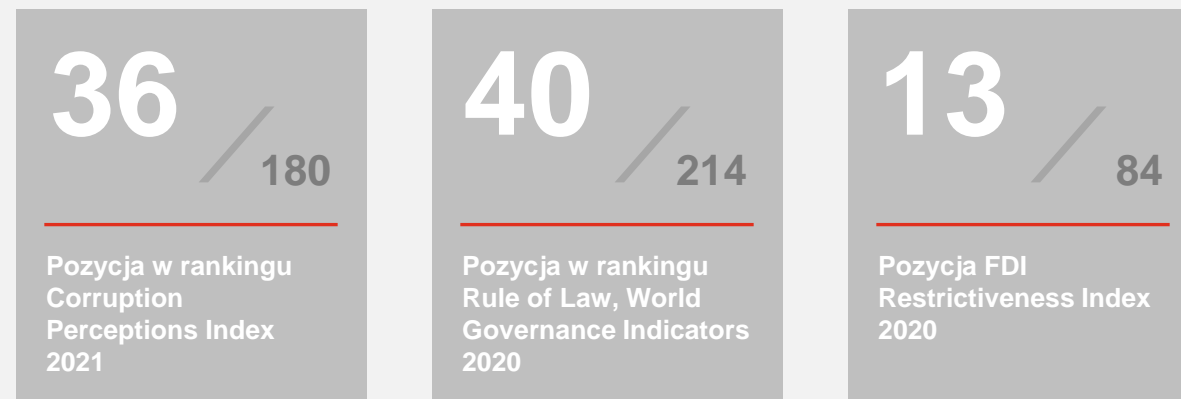 36
180
Pozycja w rankingu
Corruption
Perceptions Index
2021
40
214
Pozycja w rankingu
Rule of Law, World
Governance Indicators
2020
13
84
Pozycja FDI
Restrictiveness Index
2020